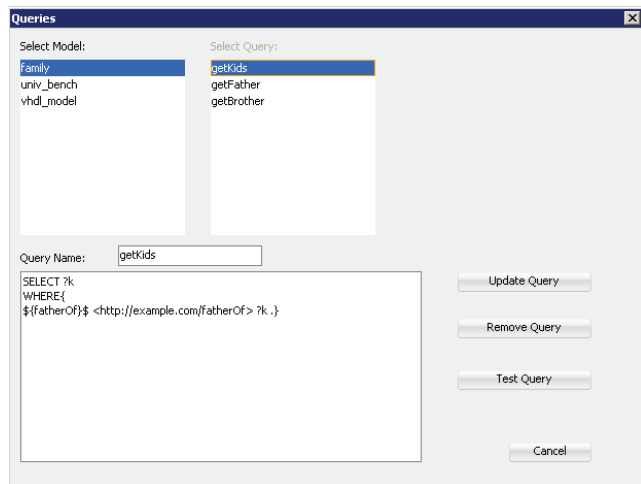 Queries
Select Model:
Select Query:
family
univ_bench
vhdl_model
getKids
getFather
getBrother
Query Name:
getKids
SELECT ?k
WHERE{
${fatherOf}$ <http://example.com/fatherOf> ?k .}
Update Query
Remove Query
Test Query
Cancel